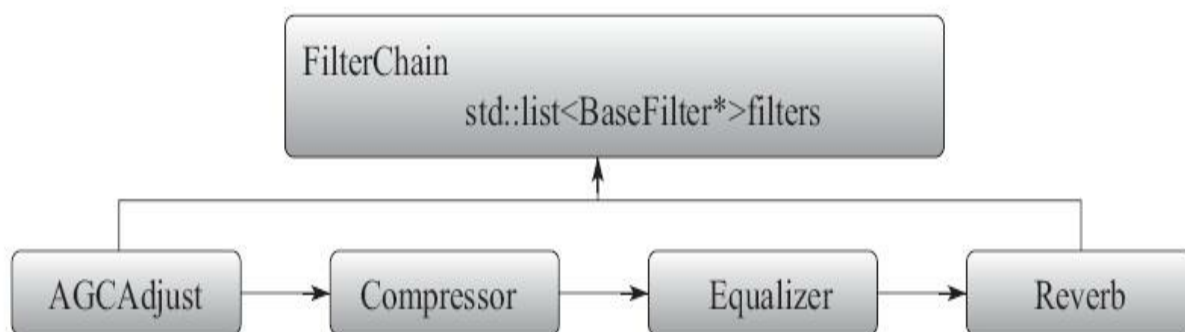 FilterChain
std::list<BaseFilter*>filters
AGCAdjust
Compressor
Equalizer
Reverb